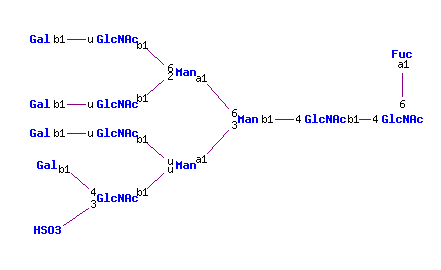 Gal b1 u GlcNAc b1
Fuc
a1
6
2 Man a1
Gal b1 u GlcNAc b1
6
6
3 Man b1 4 GlcNAc b1 4 GlcNAc
Gal b1 u GlcNAc b1
u
u Man a1
Gal b1
4
3 GlcNAc b1
HSO3